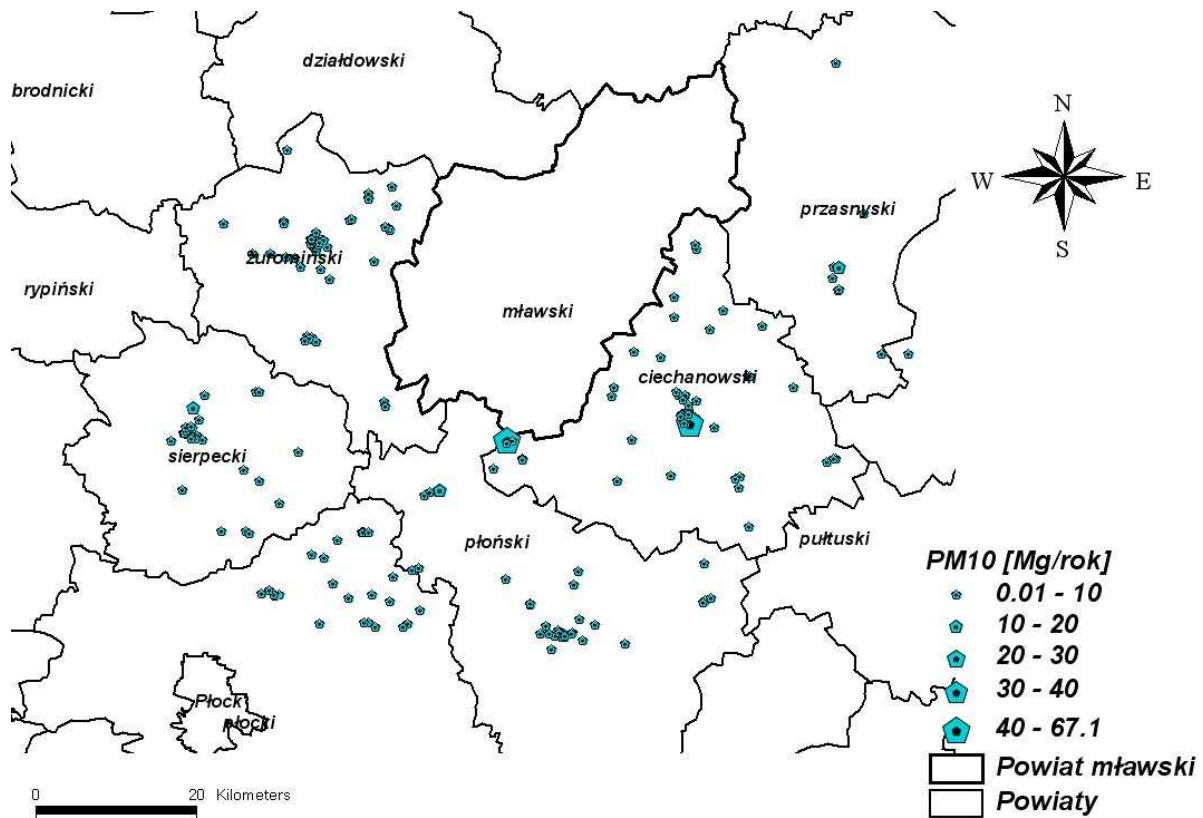 działdowski
brodnicki
N
W
E
S
przasnyski
żuromiński
rypiński
mławski
ciechanowski
sierpecki
płoński
pułtuski
PM10 [Mg/rok]
0.01 - 10
10 - 20
20 - 30
30 - 40
40 - 67.1
Płock
płocki
Powiat mławski
Powiaty
0 20 Kilometers